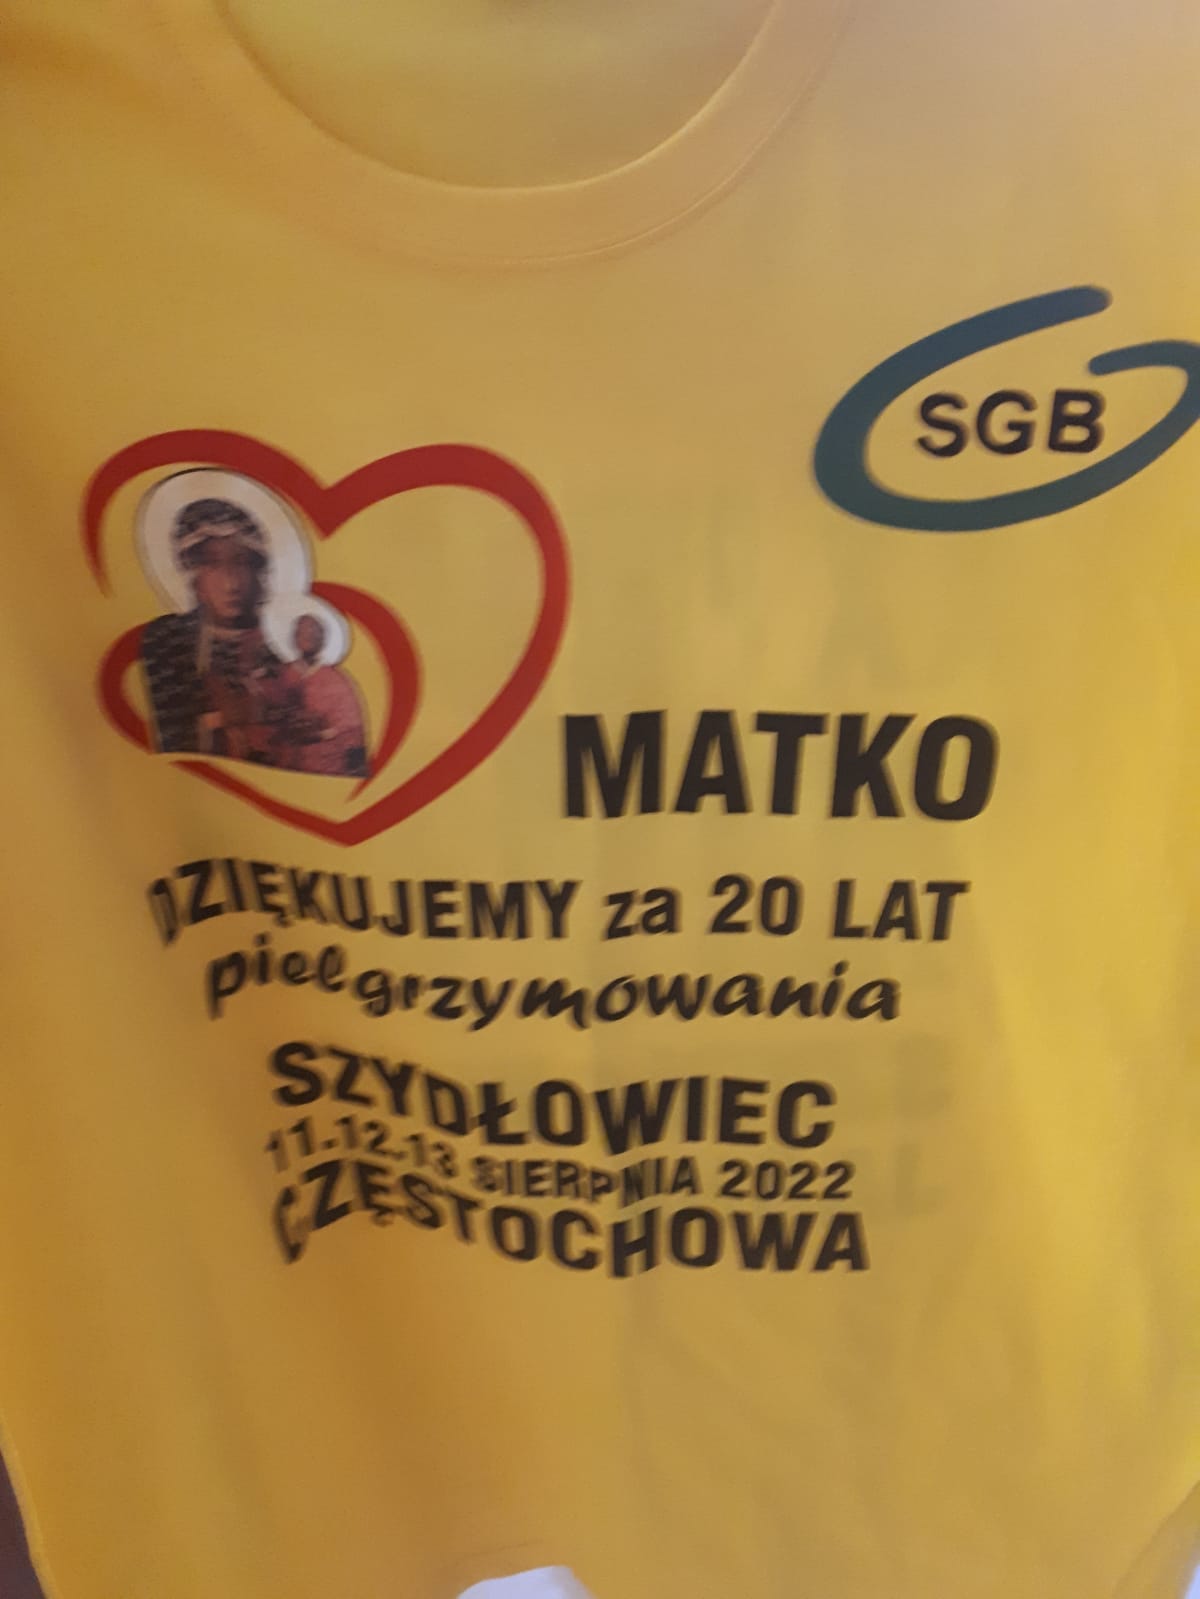 SGB
MATKO
DZIĘKUJEMY za 20 LAT
pielgrzymowania
SZYDŁOWIEC
11.12.13 SIERPNIA 2022
CZĘSTOCHOWA